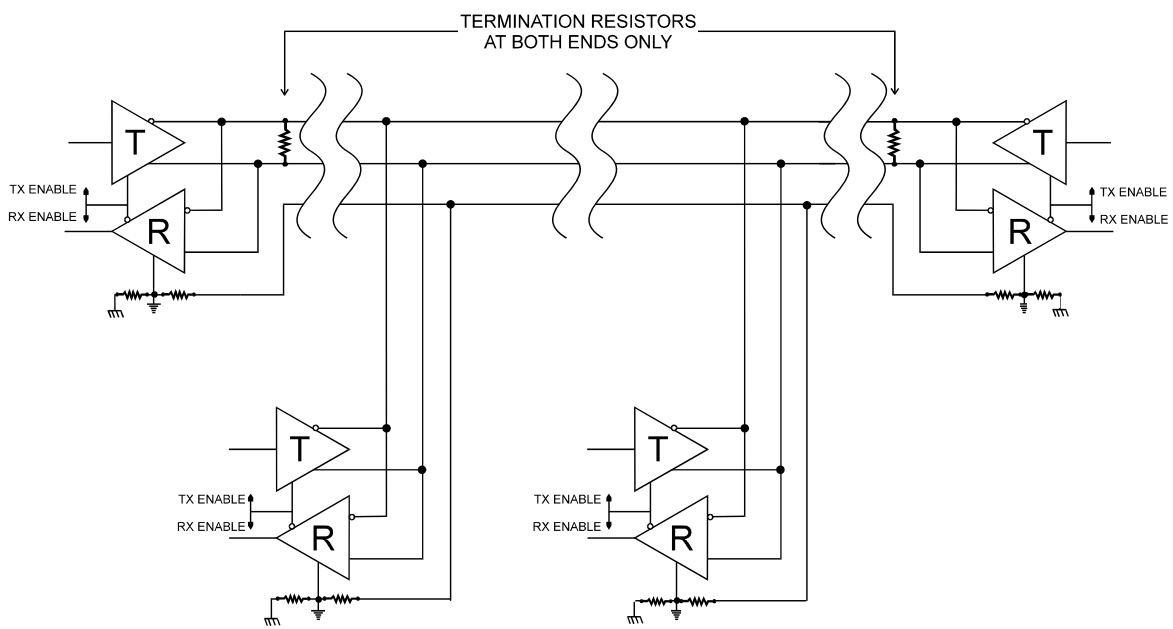 TERMINATION RESISTORS
AT BOTH ENDS ONLY
T
T
TX ENABLE
RX ENABLE
R
R
TX ENABLE
RX ENABLE
T
T
TX ENABLE
RX ENABLE
R
TX ENABLE
RX ENABLE
R